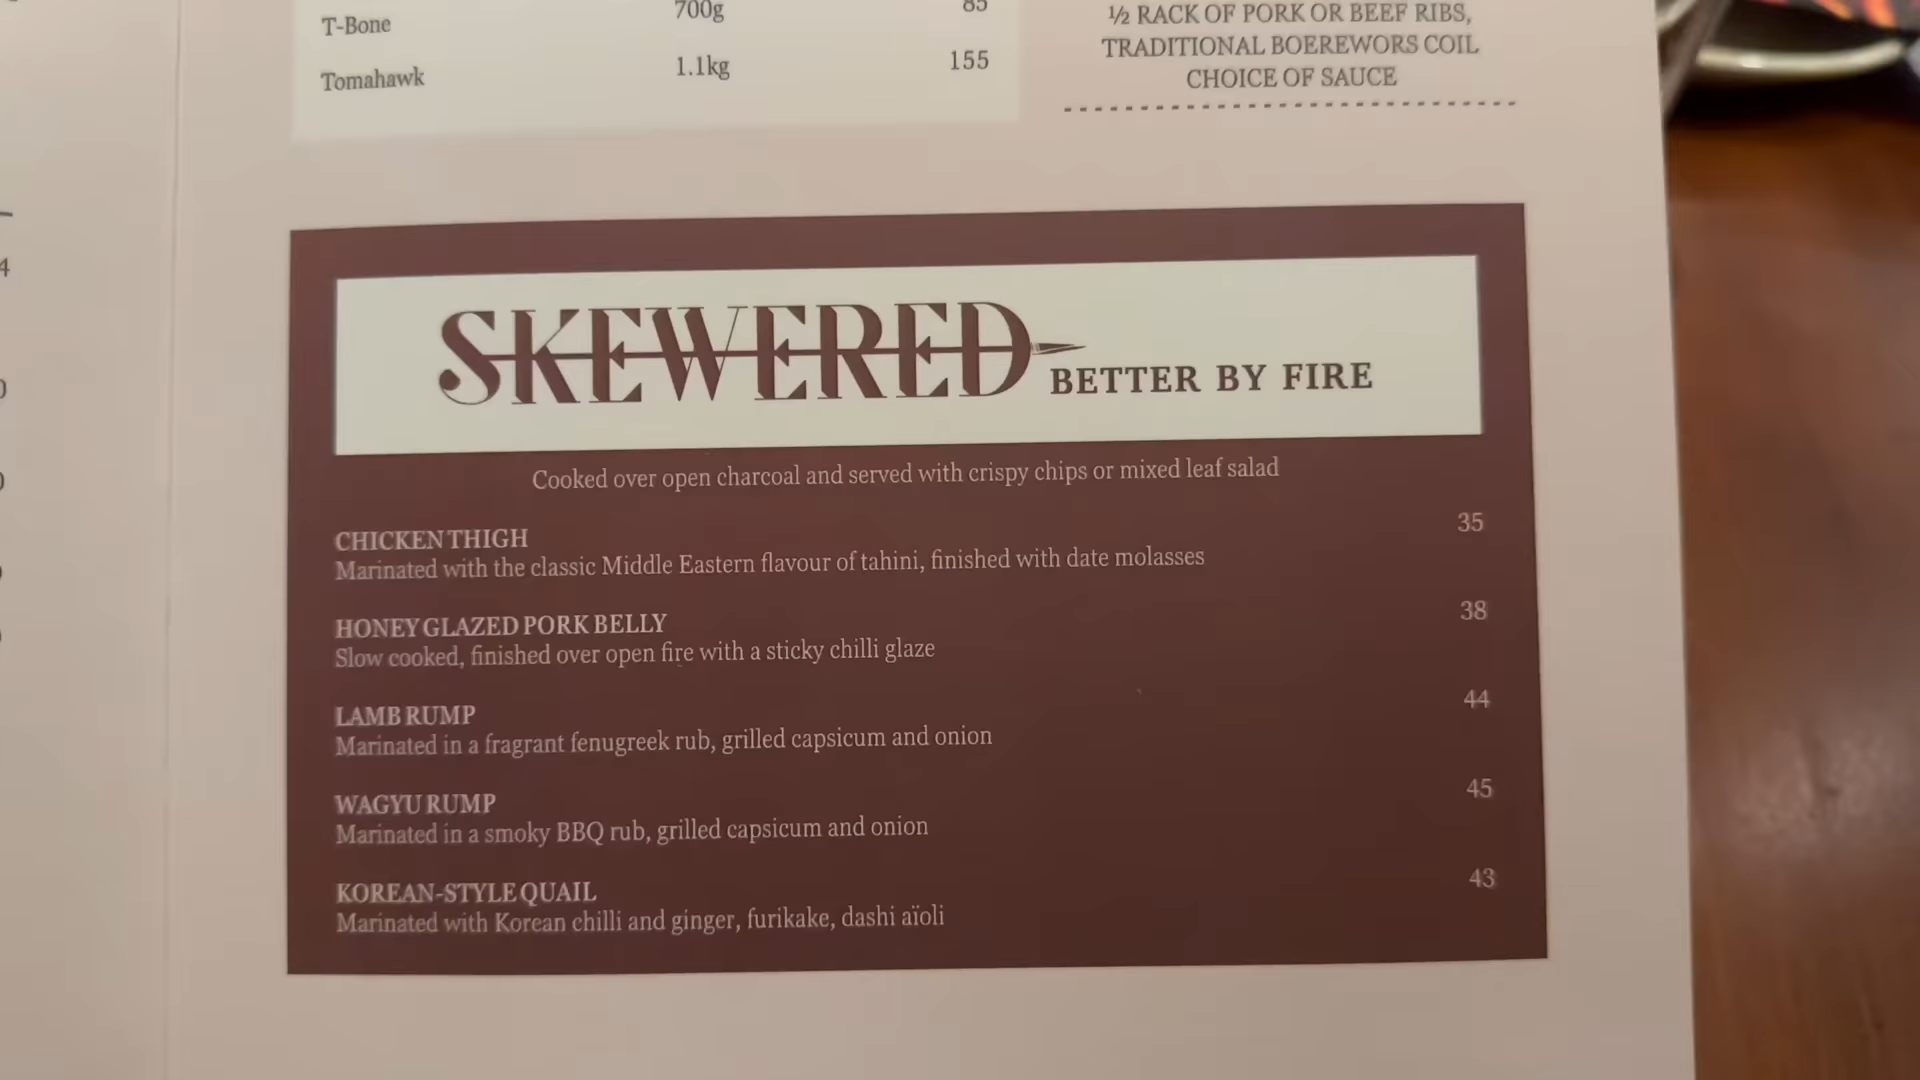 T-Bone 700g 85
Tomahawk 1.1kg 155
½ RACK OF PORK OR BEEF RIBS,
TRADITIONAL BOEREWORS COIL
CHOICE OF SAUCE
SKEWERED BETTER BY FIRE
Cooked over open charcoal and served with crispy chips or mixed leaf salad
CHICKEN THIGH 35
Marinated with the classic Middle Eastern flavour of tahini, finished with date molasses
HONEY GLAZED PORK BELLY 38
Slow cooked, finished over open fire with a sticky chilli glaze
LAMB RUMP 44
Marinated in a fragrant fenugreek rub, grilled capsicum and onion
WAGYU RUMP 45
Marinated in a smoky BBQ rub, grilled capsicum and onion
KOREAN-STYLE QUAIL 43
Marinated with Korean chilli and ginger, furikake, dashi aïoli